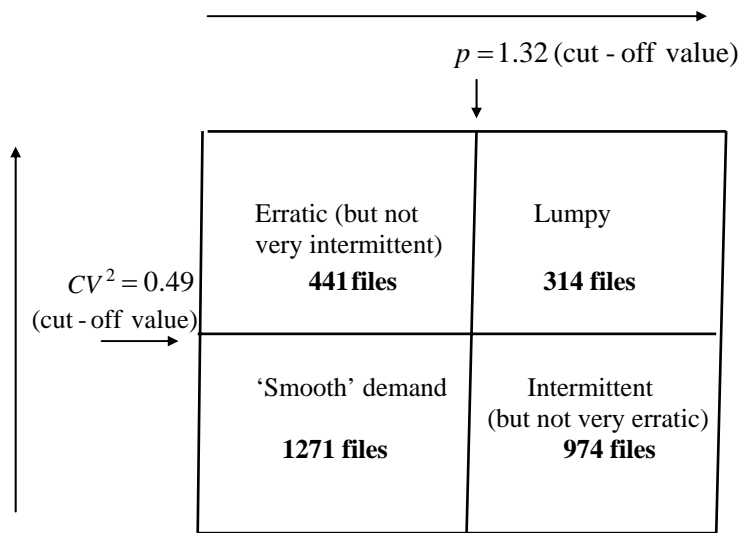 p = 1.32 (cut - off value)
Erratic (but not
very intermittent)
441 files
Lumpy
314 files
CV² = 0.49
(cut - off value)
‘Smooth’ demand
1271 files
Intermittent
(but not very erratic)
974 files